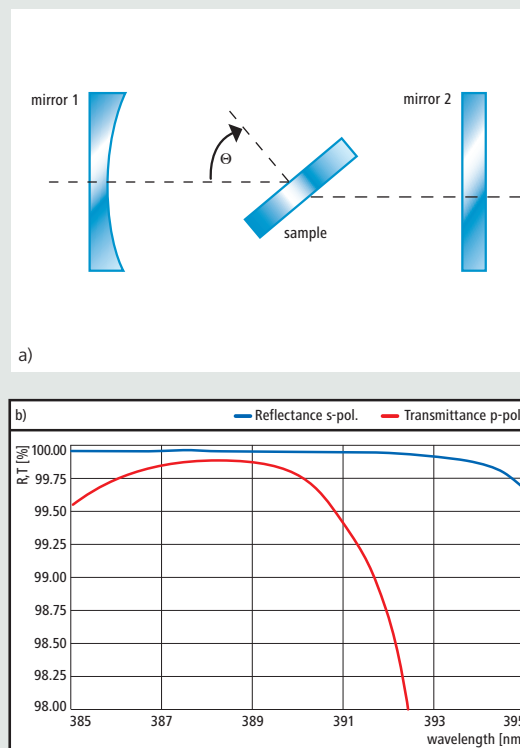 mirror 1
mirror 2
Θ
sample
a)
b)
Reflectance s-pol.
Transmittance p-pol
R,T [%]
100.00
99.75
99.50
99.25
99.00
98.75
98.50
98.25
98.00
385 387 389 391 393 395
wavelength [nm